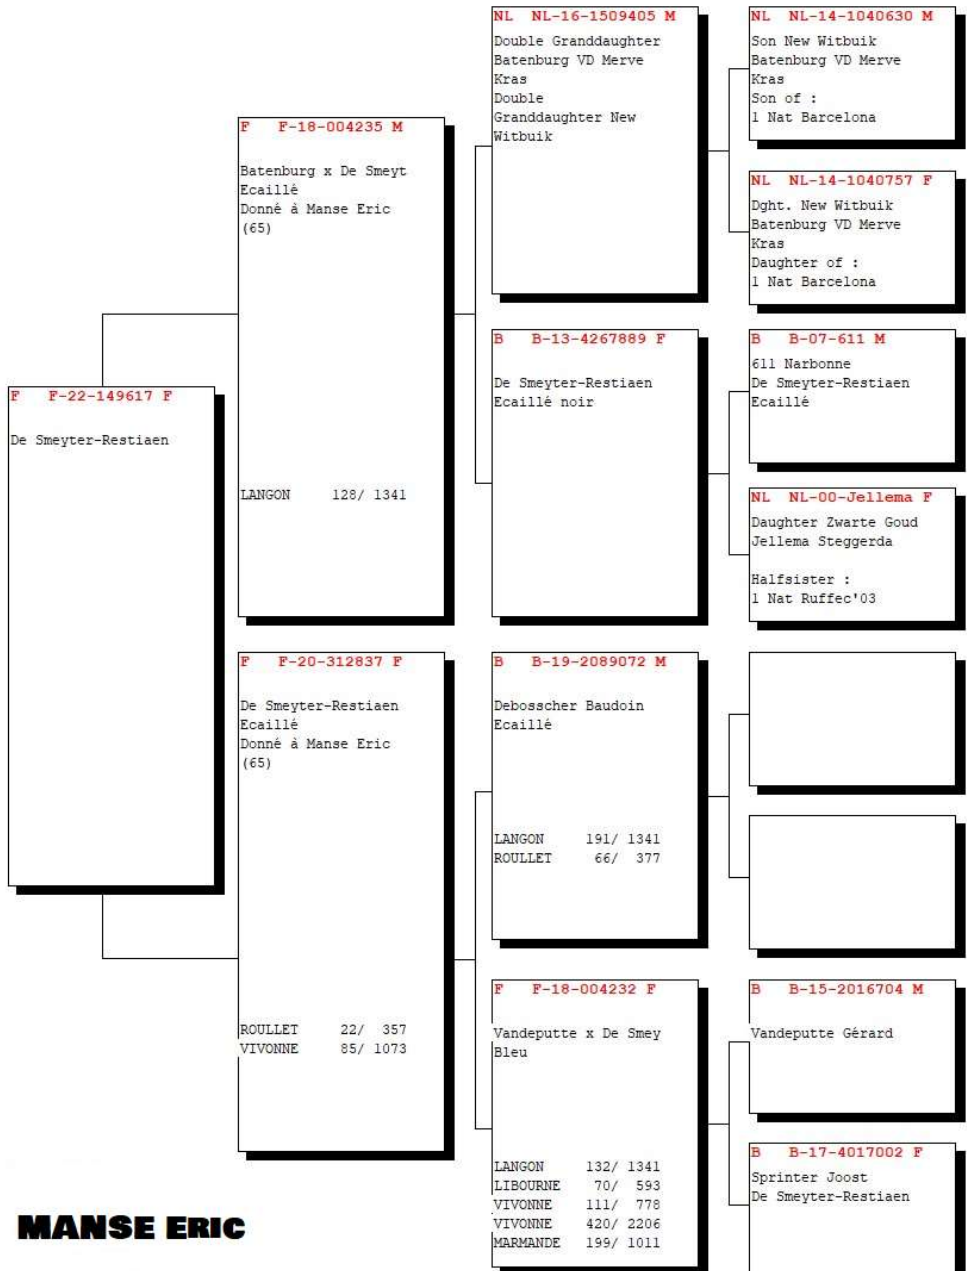 F F-22-149617 F
De Smeyter-Restiaen
F F-18-004235 M
Batenburg x De Smeyt
Ecaillé
Donné à Manse Eric
(65)
LANGON 128/ 1341
F F-20-312837 F
De Smeyter-Restiaen
Ecaillé
Donné à Manse Eric
(65)
ROULLET 22/ 357
VIVONNE 85/ 1073
NL NL-16-1509405 M
Double Granddaughter
Batenburg VD Merve
Kras
Double
Granddaughter New
Witbuik
B B-13-4267889 F
De Smeyter-Restiaen
Ecaillé noir
B B-19-2089072 M
Debosscher Baudoin
Ecaillé
LANGON 191/ 1341
ROULLET 66/ 377
F F-18-004232 F
Vandeputte x De Smey
Bleu
LANGON 132/ 1341
LIBOURNE 70/ 593
VIVONNE 111/ 778
VIVONNE 420/ 2206
MARMANDE 199/ 1011
NL NL-14-1040630 M
Son New Witbuik
Batenburg VD Merve
Kras
Son of :
1 Nat Barcelona
NL NL-14-1040757 F
Dght. New Witbuik
Batenburg VD Merve
Kras
Daughter of :
1 Nat Barcelona
B B-07-611 M
611 Narbonne
De Smeyter-Restiaen
Ecaillé
NL NL-00-Jellema F
Daughter Zwarte Goud
Jellema Steggerda
Halfsister :
1 Nat Ruffec'03
B B-15-2016704 M
Vandeputte Gérard
B B-17-4017002 F
Sprinter Joost
De Smeyter-Restiaen
MANSE ERIC